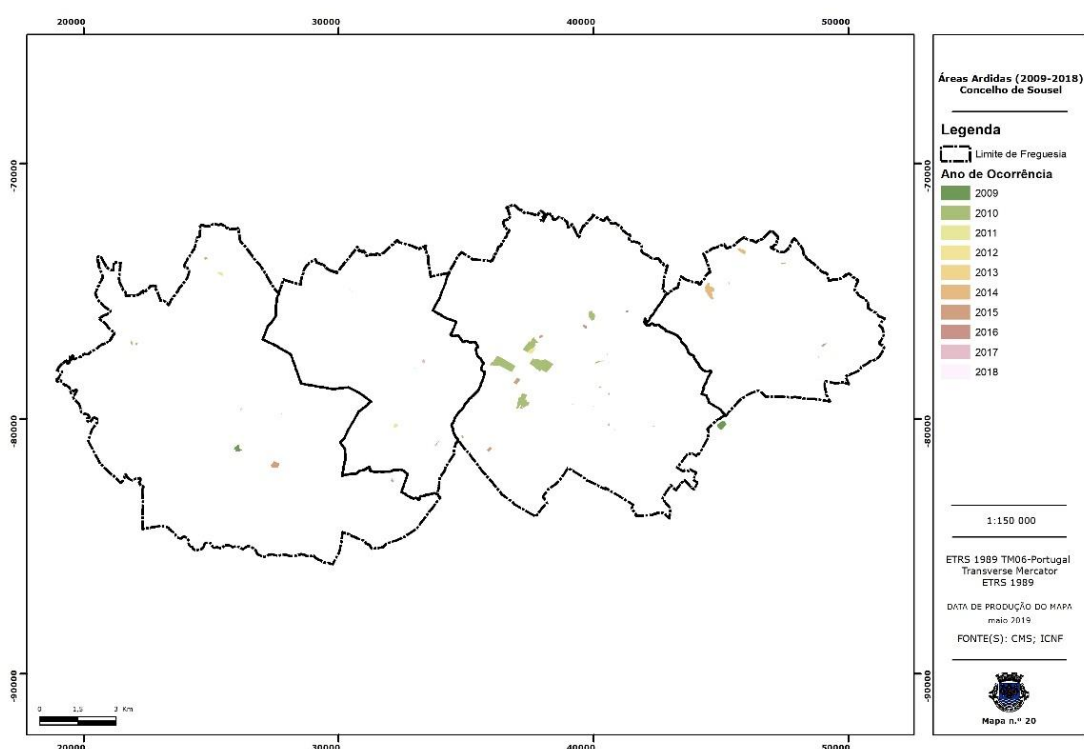 20000 30000 40000 50000
-70000 -70000
-80000 -80000
-90000 -90000
0 1,5 3 Km
20000 30000 40000 50000
Áreas Ardidas (2009-2018)
Concelho de Sousel
Legenda
Limite de Freguesia
Ano de Ocorrência
2009
2010
2011
2012
2013
2014
2015
2016
2017
2018
1:150 000
ETRS 1989 TM06-Portugal
Transverse Mercator
ETRS 1989
DATA DE PRODUÇÃO DO MAPA
maio 2019
FONTE(S): CMS; ICNF
Mapa n.º 20